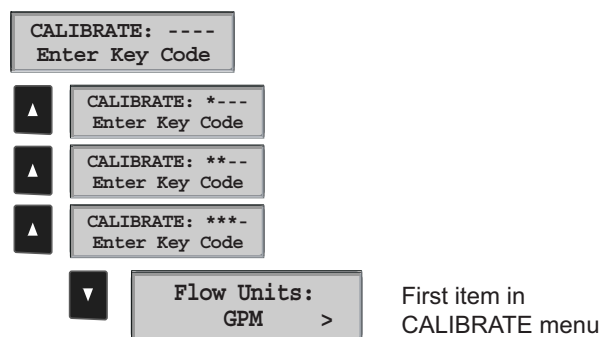 CALIBRATE: ----
Enter Key Code
CALIBRATE: *---
Enter Key Code
CALIBRATE: **--
Enter Key Code
CALIBRATE: ***-
Enter Key Code
Flow Units:
GPM >
First item in
CALIBRATE menu